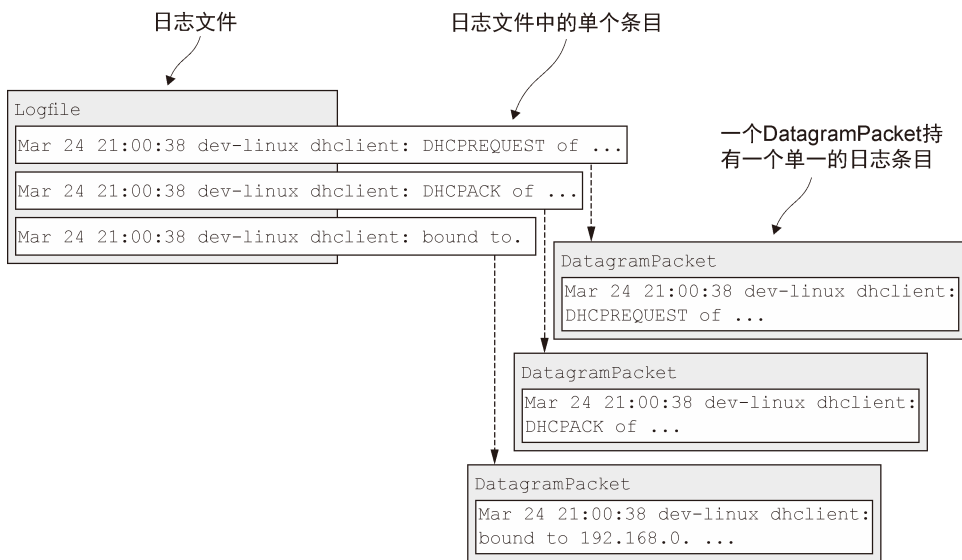 日志文件
日志文件中的单个条目
Logfile
Mar 24 21:00:38 dev-linux dhclient: DHCPREQUEST of ...
Mar 24 21:00:38 dev-linux dhclient: DHCPACK of ...
Mar 24 21:00:38 dev-linux dhclient: bound to.
一个DatagramPacket持
有一个单一的日志条目
DatagramPacket
Mar 24 21:00:38 dev-linux dhclient:
DHCPREQUEST of ...
DatagramPacket
Mar 24 21:00:38 dev-linux dhclient:
DHCPACK of ...
DatagramPacket
Mar 24 21:00:38 dev-linux dhclient:
bound to 192.168.0. ...